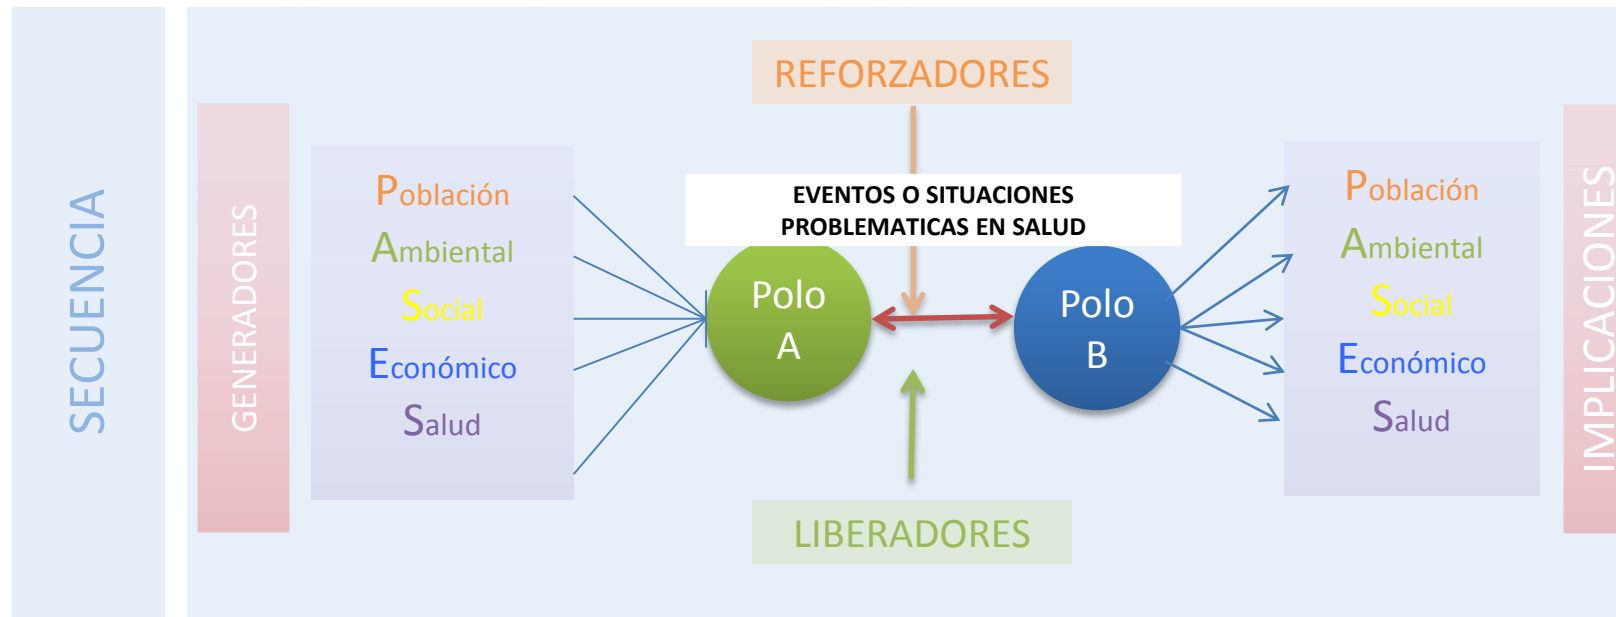 SECUENCIA
GENERADORES
Población
Ambiental
Social
Económico
Salud
REFORZADORES
EVENTOS O SITUACIONES
PROBLEMATICAS EN SALUD
Polo
A
Polo
B
LIBERADORES
Población
Ambiental
Social
Económico
Salud
IMPLICACIONES